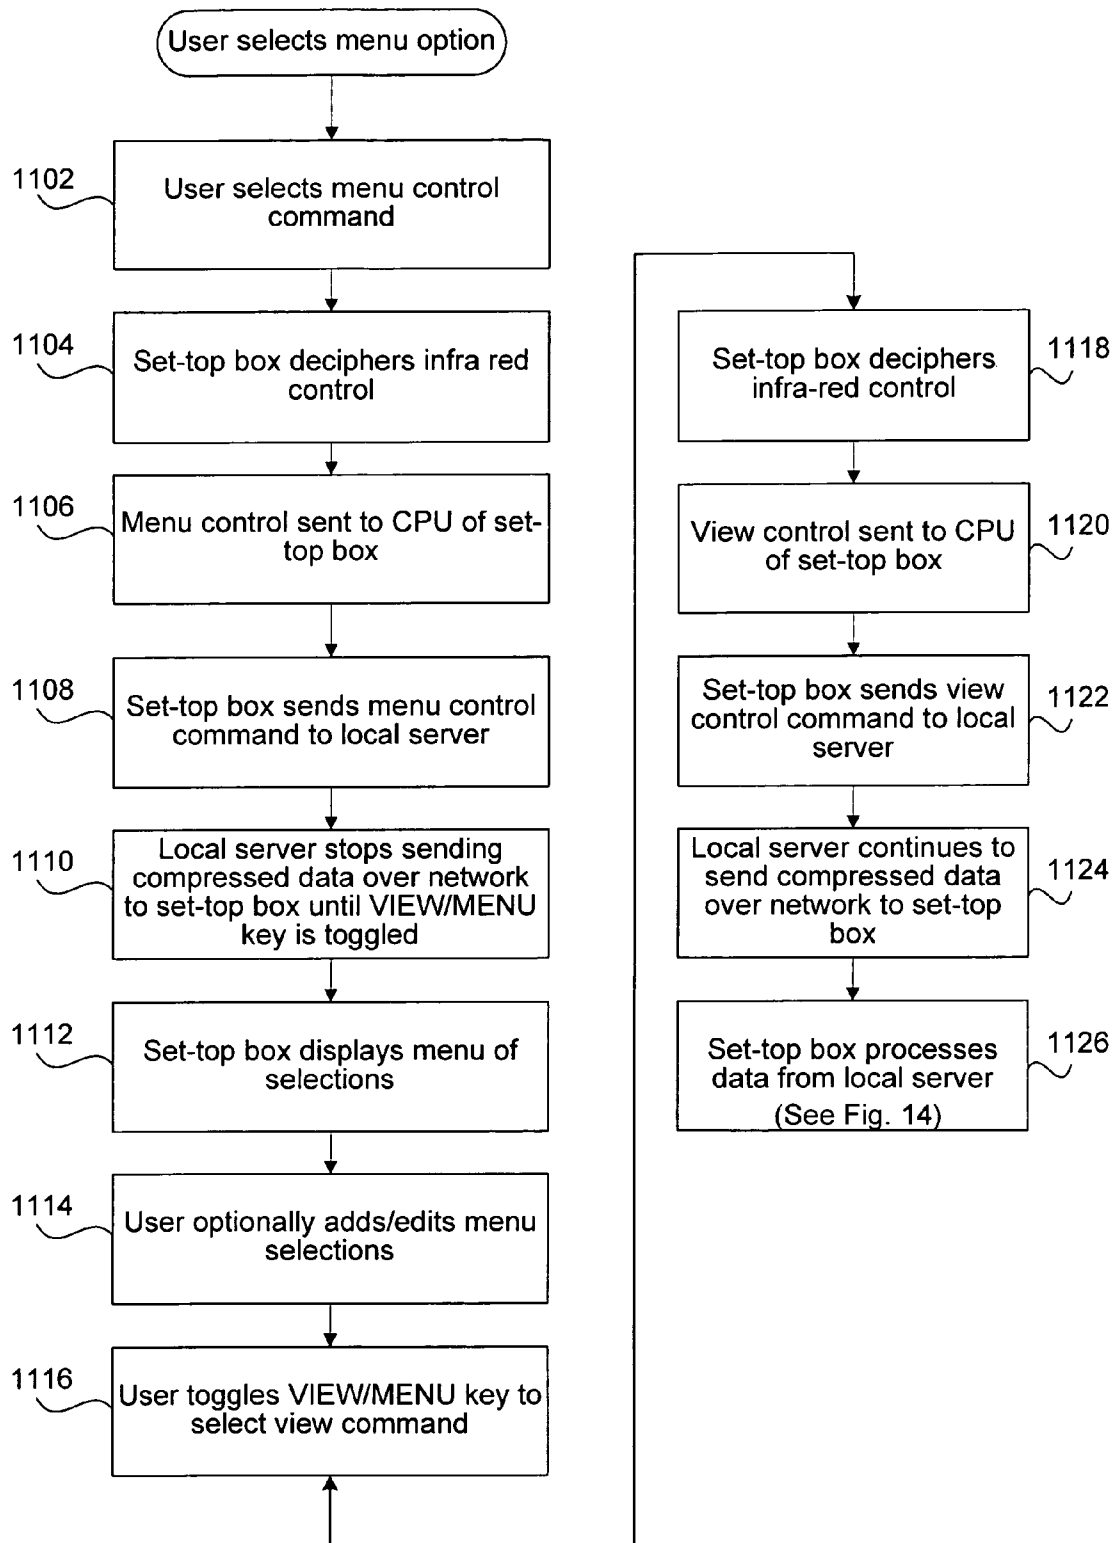 User selects menu option
1102
User selects menu control
command
1104
Set-top box deciphers infra red
control
1106
Menu control sent to CPU of set-
top box
1108
Set-top box sends menu control
command to local server
1110
Local server stops sending
compressed data over network
to set-top box until VIEW/MENU
key is toggled
1112
Set-top box displays menu of
selections
1114
User optionally adds/edits menu
selections
1116
User toggles VIEW/MENU key to
select view command
Set-top box deciphers
infra-red control
1118
View control sent to CPU
of set-top box
1120
Set-top box sends view
control command to local
server
1122
Local server continues to
send compressed data
over network to set-top
box
1124
Set-top box processes
data from local server
(See Fig. 14)
1126